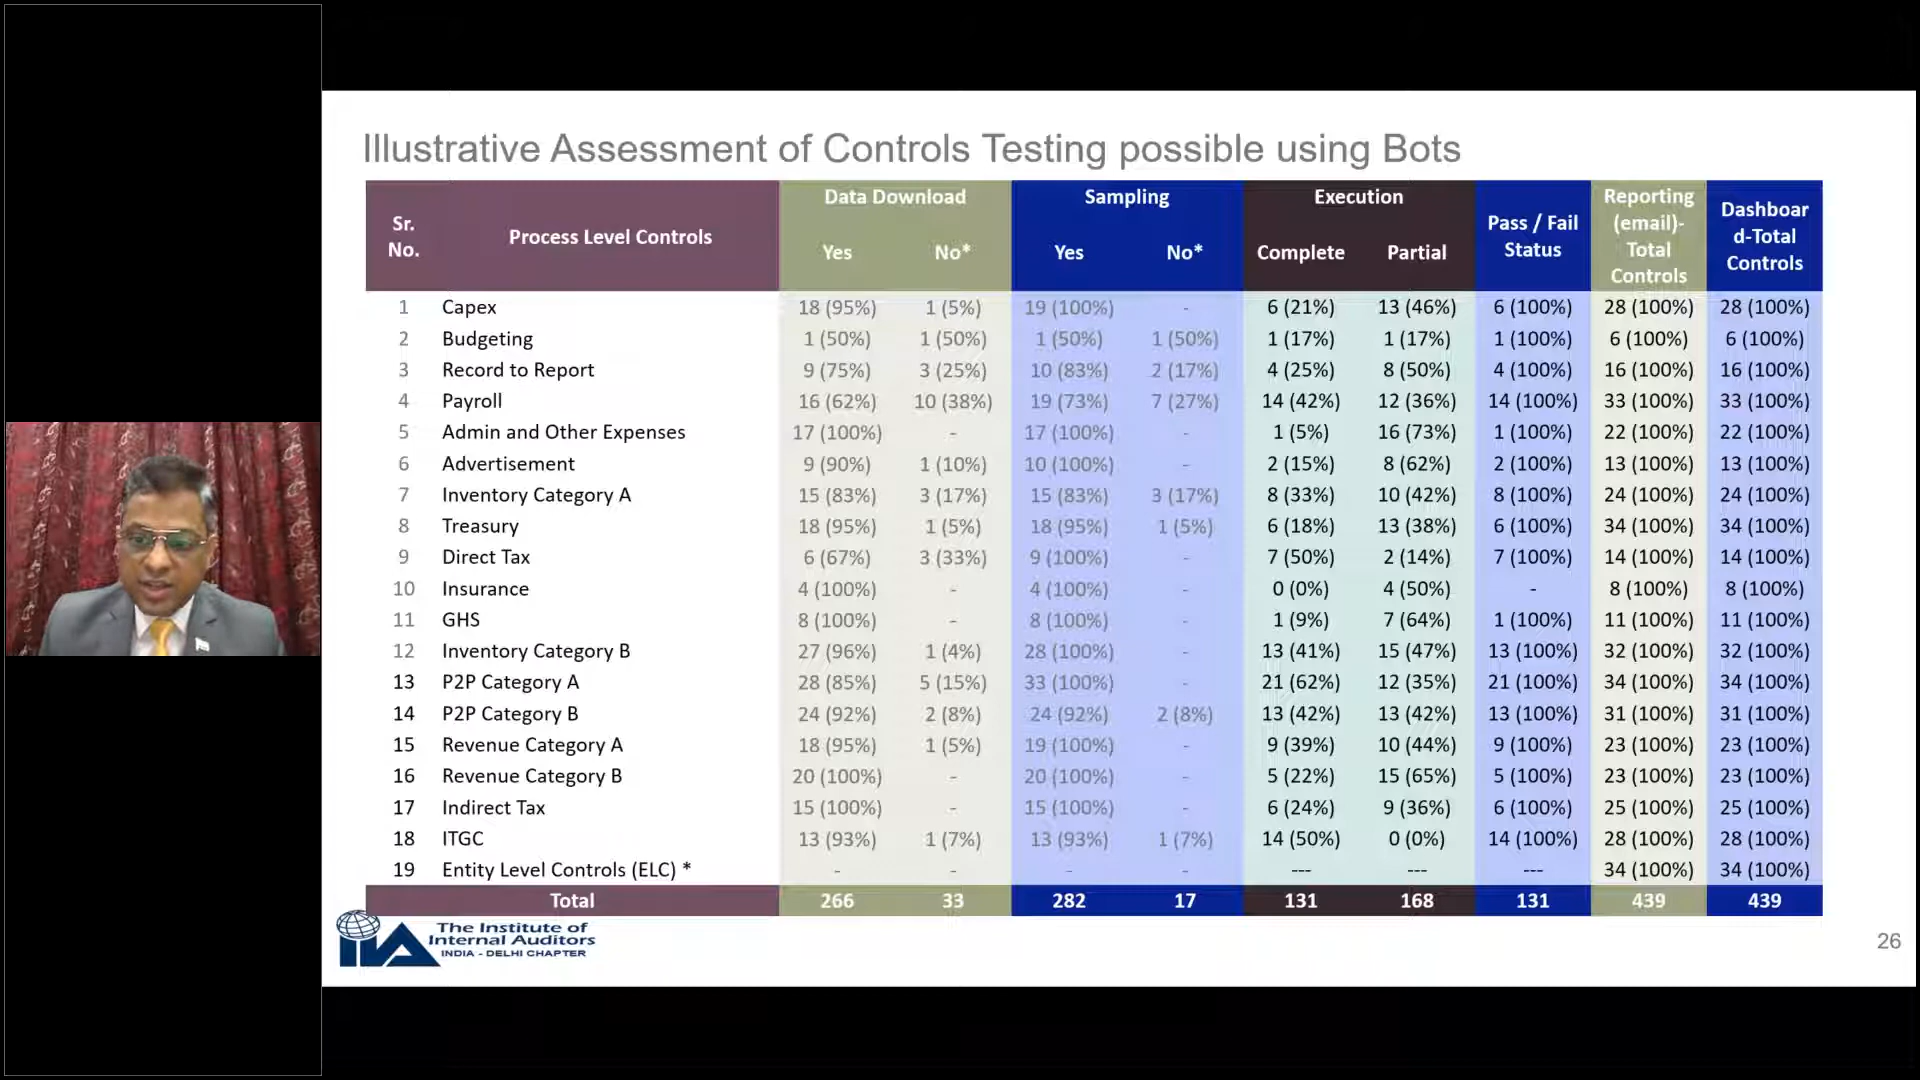 Illustrative Assessment of Controls Testing possible using Bots
Sr. No. Process Level Controls Data Download Yes No* Sampling Yes No* Execution Complete Partial Pass / Fail Status Reporting (email)- Total Controls Dashboar d-Total Controls
1 Capex 18 (95%) 1 (5%) 19 (100%) - 6 (21%) 13 (46%) 6 (100%) 28 (100%) 28 (100%)
2 Budgeting 1 (50%) 1 (50%) 1 (50%) 1 (50%) 1 (17%) 1 (17%) 1 (100%) 6 (100%) 6 (100%)
3 Record to Report 9 (75%) 3 (25%) 10 (83%) 2 (17%) 4 (25%) 8 (50%) 4 (100%) 16 (100%) 16 (100%)
4 Payroll 16 (62%) 10 (38%) 19 (73%) 7 (27%) 14 (42%) 12 (36%) 14 (100%) 33 (100%) 33 (100%)
5 Admin and Other Expenses 17 (100%) - 17 (100%) - 1 (5%) 16 (73%) 1 (100%) 22 (100%) 22 (100%)
6 Advertisement 9 (90%) 1 (10%) 10 (100%) - 2 (15%) 8 (62%) 2 (100%) 13 (100%) 13 (100%)
7 Inventory Category A 15 (83%) 3 (17%) 15 (83%) 3 (17%) 8 (33%) 10 (42%) 8 (100%) 24 (100%) 24 (100%)
8 Treasury 18 (95%) 1 (5%) 18 (95%) 1 (5%) 6 (18%) 13 (38%) 6 (100%) 34 (100%) 34 (100%)
9 Direct Tax 6 (67%) 3 (33%) 9 (100%) - 7 (50%) 2 (14%) 7 (100%) 14 (100%) 14 (100%)
10 Insurance 4 (100%) - 4 (100%) - 0 (0%) 4 (50%) - 8 (100%) 8 (100%)
11 GHS 8 (100%) - 8 (100%) - 1 (9%) 7 (64%) 1 (100%) 11 (100%) 11 (100%)
12 Inventory Category B 27 (96%) 1 (4%) 28 (100%) - 13 (41%) 15 (47%) 13 (100%) 32 (100%) 32 (100%)
13 P2P Category A 28 (85%) 5 (15%) 33 (100%) - 21 (62%) 12 (35%) 21 (100%) 34 (100%) 34 (100%)
14 P2P Category B 24 (92%) 2 (8%) 24 (92%) 2 (8%) 13 (42%) 13 (42%) 13 (100%) 31 (100%) 31 (100%)
15 Revenue Category A 18 (95%) 1 (5%) 19 (100%) - 9 (39%) 10 (44%) 9 (100%) 23 (100%) 23 (100%)
16 Revenue Category B 20 (100%) - 20 (100%) - 5 (22%) 15 (65%) 5 (100%) 23 (100%) 23 (100%)
17 Indirect Tax 15 (100%) - 15 (100%) - 6 (24%) 9 (36%) 6 (100%) 25 (100%) 25 (100%)
18 ITGC 13 (93%) 1 (7%) 13 (93%) 1 (7%) 14 (50%) 0 (0%) 14 (100%) 28 (100%) 28 (100%)
19 Entity Level Controls (ELC) * - - - - --- --- --- 34 (100%) 34 (100%)
Total 266 33 282 17 131 168 131 439 439
IIA The Institute of
Internal Auditors
INDIA - DELHI CHAPTER
26